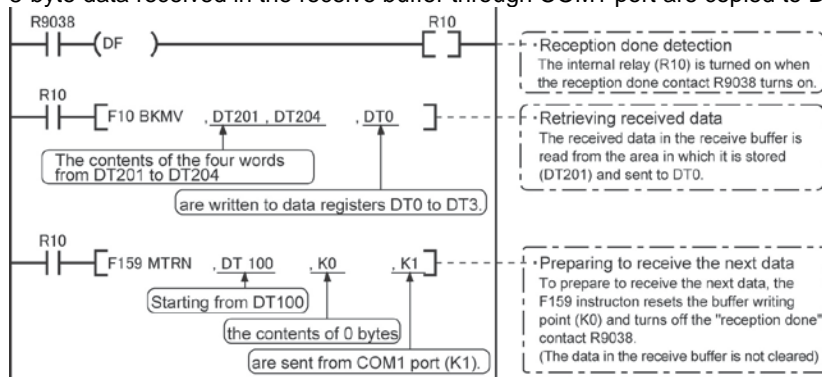 -byte data received in the receive buffer through COM1 port are copied to D
R9038
R10
(DF )
Reception done detection
The internal relay (R10) is turned on when
the reception done contact R9038 turns on.
R10
F10 BKMV , DT201 , DT204 , DT0
The contents of the four words
from DT201 to DT204
are written to data registers DT0 to DT3.
Retrieving received data
The received data in the receive buffer is
read from the area in which it is stored
(DT201) and sent to DT0.
R10
F159 MTRN , DT 100 , K0 , K1
Starting from DT100
the contents of 0 bytes
are sent from COM1 port (K1).
Preparing to receive the next data
To prepare to receive the next data, the
F159 instructon resets the buffer writing
point (K0) and turns off the "reception done"
contact R9038.
(The data in the receive buffer is not cleared)